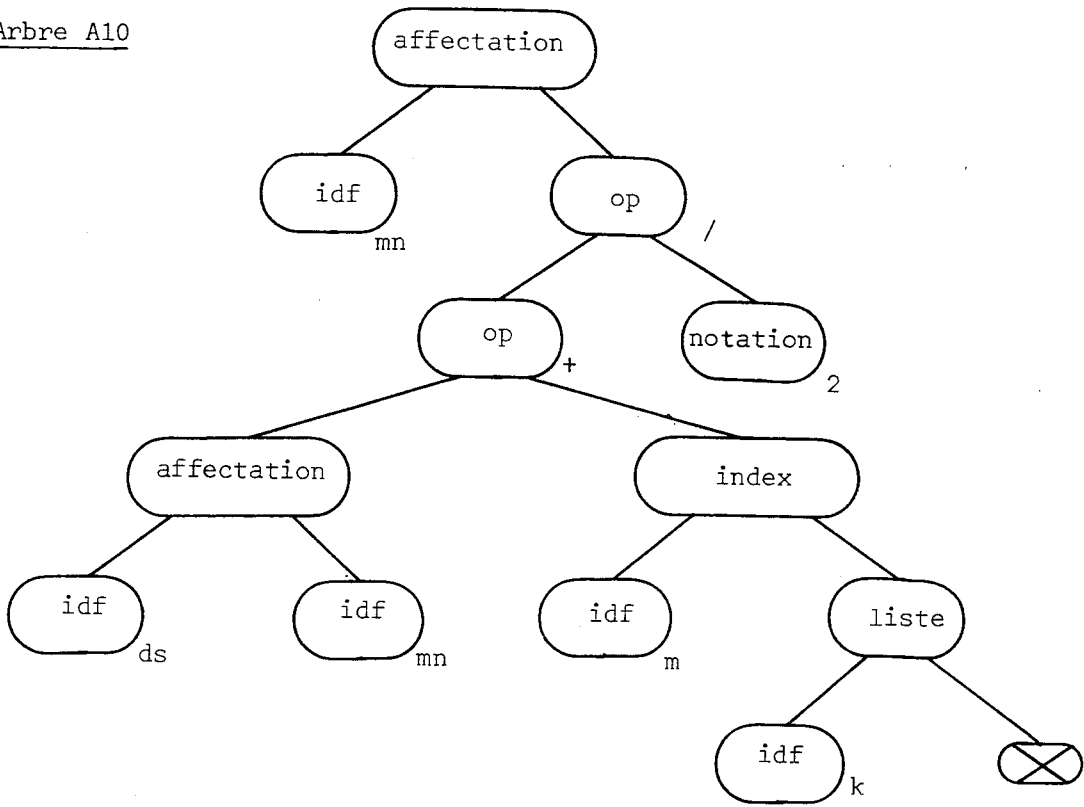 Arbre A10
affectation
idf
mn
op
/
op
+
notation
2
affectation
index
idf
ds
idf
mn
idf
m
liste
idf
k